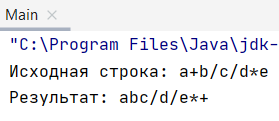 Main
"C:\Program Files\Java\jdk-
Исходная строка: a+b/c/d*e
Результат: abc/d/e*+